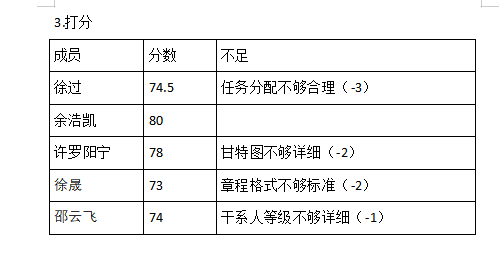 3.打分
成员 分数 不足
徐过 74.5 任务分配不够合理（-3）
余浩凯 80
许罗阳宁 78 甘特图不够详细（-2）
徐晟 73 章程格式不够标准（-2）
邵云飞 74 干系人等级不够详细（-1）